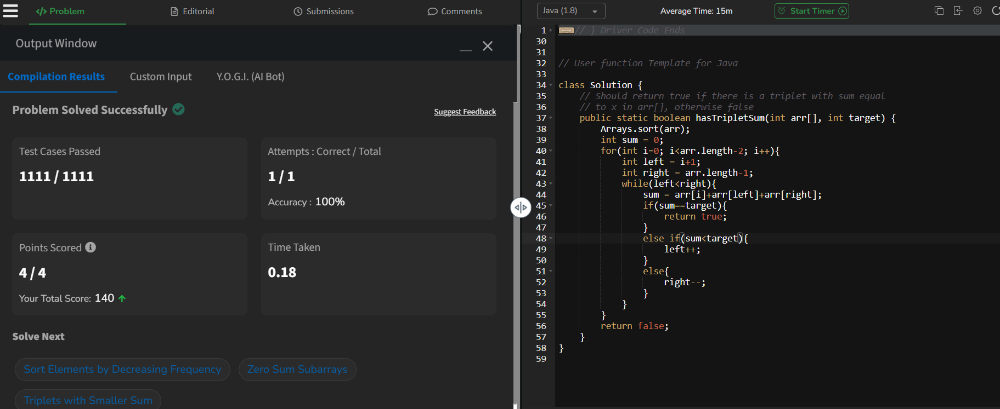 </> Problem
Editorial
Submissions
Comments
Output Window
Compilation Results
Custom Input
Y.O.G.I. (AI Bot)
Problem Solved Successfully
Suggest Feedback
Test Cases Passed
1111 / 1111
Attempts : Correct / Total
1 / 1
Accuracy : 100%
Points Scored
4 / 4
Your Total Score: 140
Time Taken
0.18
Solve Next
Sort Elements by Decreasing Frequency
Zero Sum Subarrays
Triplets with Smaller Sum
Java (1.8)
Average Time: 15m
Start Timer
1 // } Driver Code Ends
30
31
32 // User function Template for Java
33
34 class Solution {
35     // Should return true if there is a triplet with sum equal
36     // to x in arr[], otherwise false
37     public static boolean hasTripletSum(int arr[], int target) {
38         Arrays.sort(arr);
39         int sum = 0;
40         for(int i=0; i<arr.length-2; i++){
41             int left = i+1;
42             int right = arr.length-1;
43             while(left<right){
44                 sum = arr[i]+arr[left]+arr[right];
45                 if(sum==target){
46                     return true;
47                 }
48                 else if(sum<target){
49                     left++;
50                 }
51                 else{
52                     right--;
53                 }
54             }
55         }
56         return false;
57     }
58 }
59